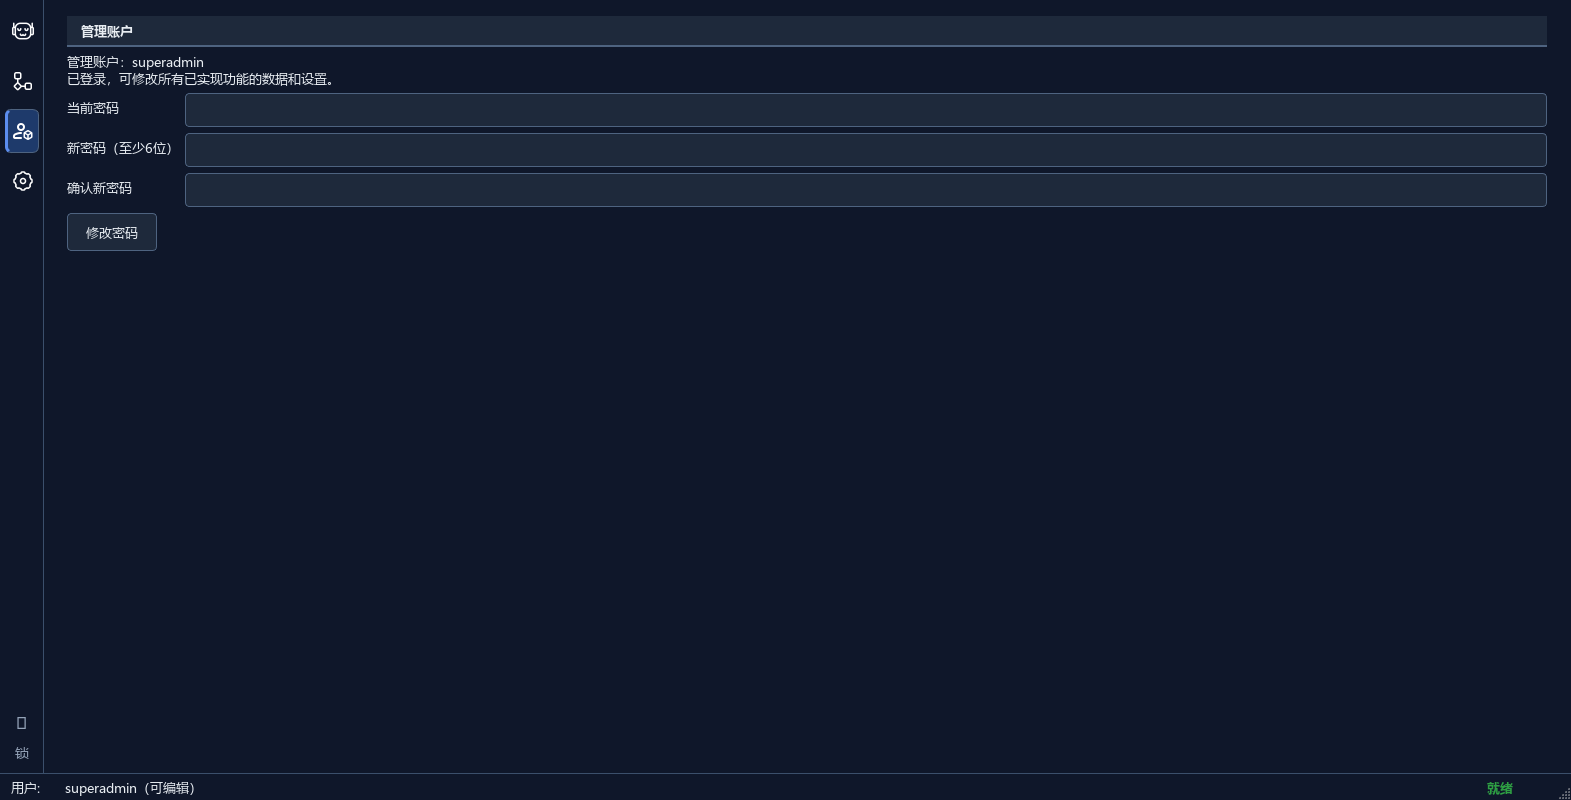 管理账户
管理账户：superadmin
已登录，可修改所有已实现功能的数据和设置。
当前密码
新密码（至少6位）
确认新密码
修改密码
锁
用户: superadmin（可编辑）
就绪